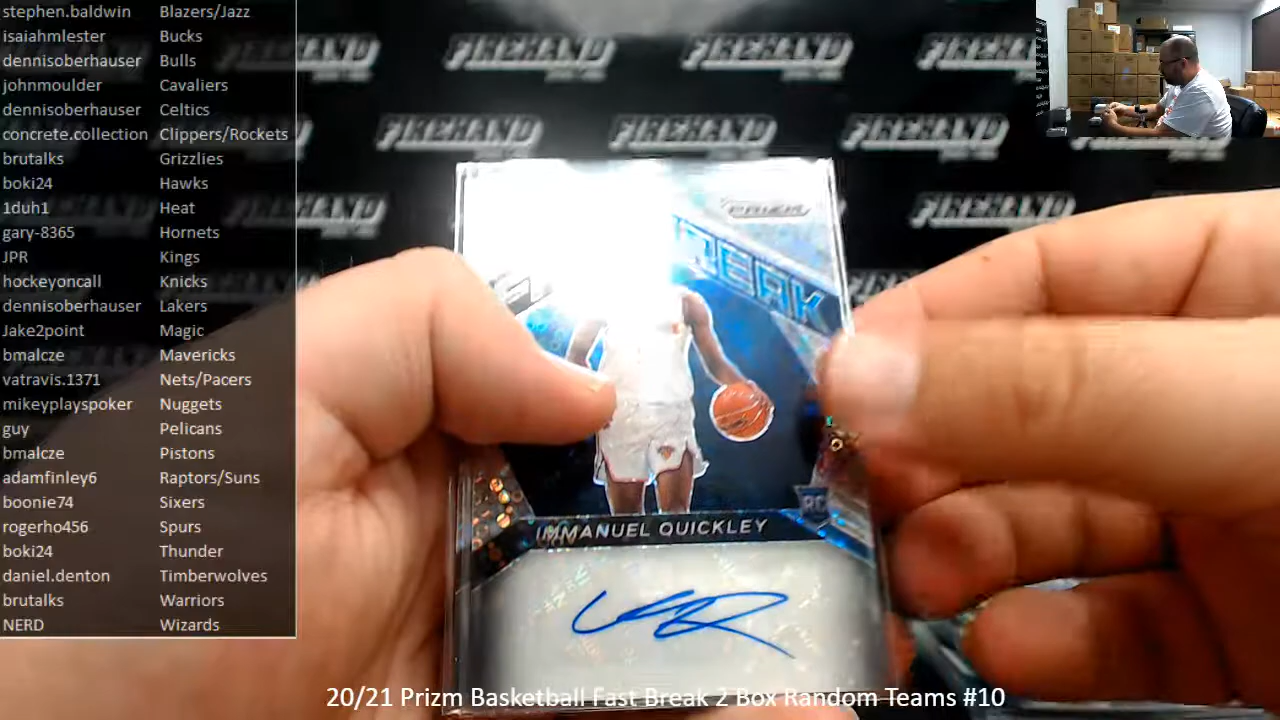 stephen.baldwin Blazers/Jazz
isaiahmlester Bucks
dennisoberhauser Bulls
johnmoulder Cavaliers
dennisoberhauser Celtics
concrete.collection Clippers/Rockets
brutalks Grizzlies
boki24 Hawks
1duh1 Heat
gary-8365 Hornets
JPR Kings
hockeyoncall Knicks
dennisoberhauser Lakers
Jake2point Magic
bmalcze Mavericks
vatravis.1371 Nets/Pacers
mikeyplayspoker Nuggets
guy Pelicans
bmalcze Pistons
adamfinley6 Raptors/Suns
boonie74 Sixers
rogerho456 Spurs
boki24 Thunder
daniel.denton Timberwolves
brutalks Warriors
NERD Wizards
FIREHAND FIREHAND FIREHAND FIREHAND
FIREHAND FIREHAND FIREHAND
FIREHAND FIREHAND
PRIZM
BREAK
RC
IMMANUEL QUICKLEY
20/21 Prizm Basketball Fast Break 2 Box Random Teams #10